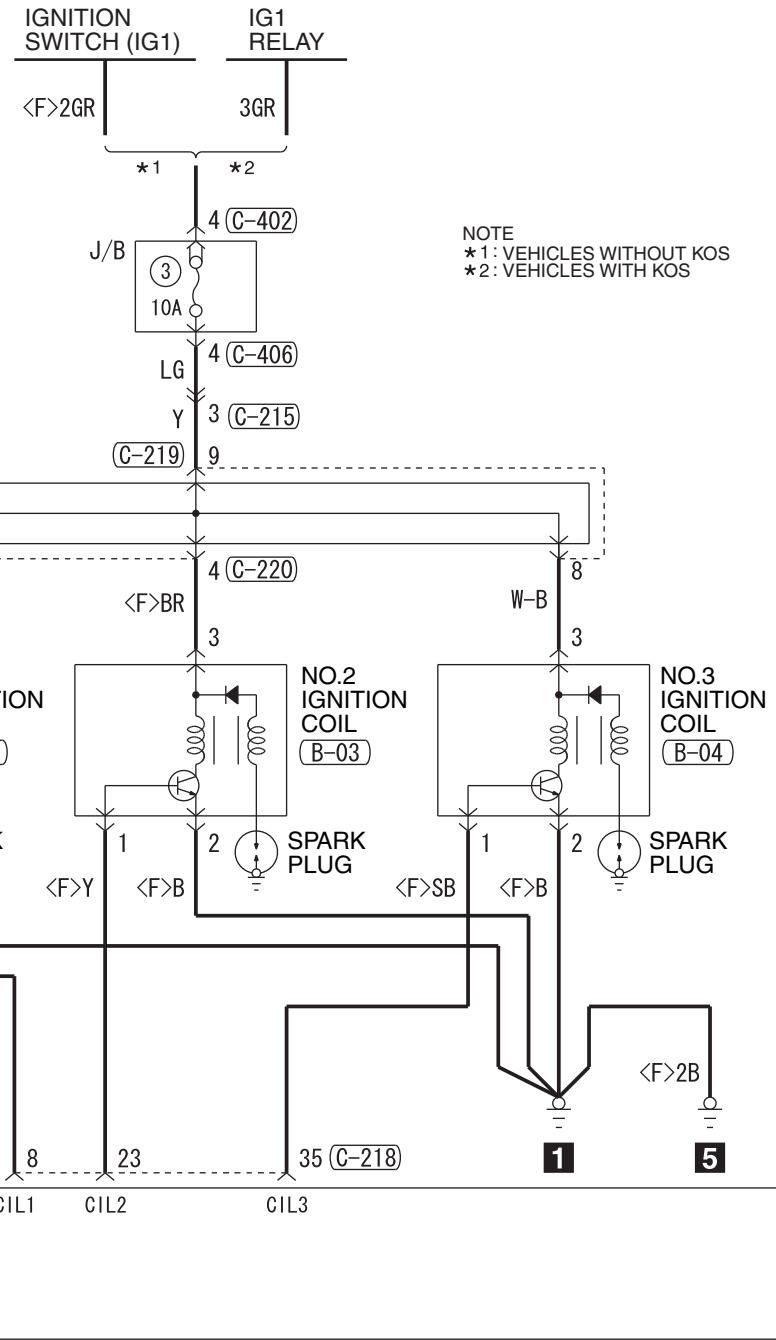 IGNITION
SWITCH (IG1)
IG1
RELAY
<F>2GR
3GR
*1
*2
4 C-402
J/B
3
10A
NOTE
*1: VEHICLES WITHOUT KOS
*2: VEHICLES WITH KOS
4 C-406
LG
Y
3 C-215
C-219 9
4 C-220
8
<F>BR
W-B
3
3
TION
NO.2
IGNITION
COIL
B-03
NO.3
IGNITION
COIL
B-04
1
2
SPARK
PLUG
1
2
SPARK
PLUG
<F>Y
<F>B
<F>SB
<F>B
<F>2B
8
23
35 C-218
1
5
CIL1
CIL2
CIL3